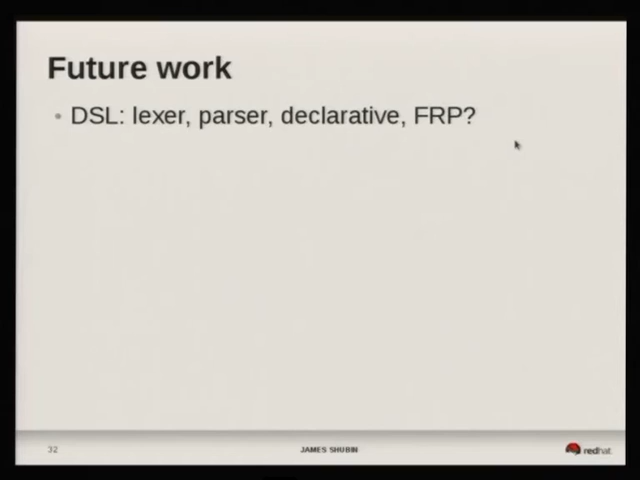 Future work
• DSL: lexer, parser, declarative, FRP?
32
JAMES SHUBIN
redhat.